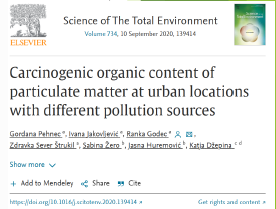 Science of The Total Environment
Volume 734, 10 September 2020, 139414
ELSEVIER
Carcinogenic organic content of
particulate matter at urban locations
with different pollution sources
Gordana Pehnec a, Ivana Jakovljević a, Ranka Godec a
Zdravka Sever Štrukil a, Sabina Žero b, Jasna Huremović b, Katja Džepina c d
Show more
+ Add to Mendeley Share Cite
https://doi.org/10.1016/j.scitotenv.2020.139414 Get rights and content